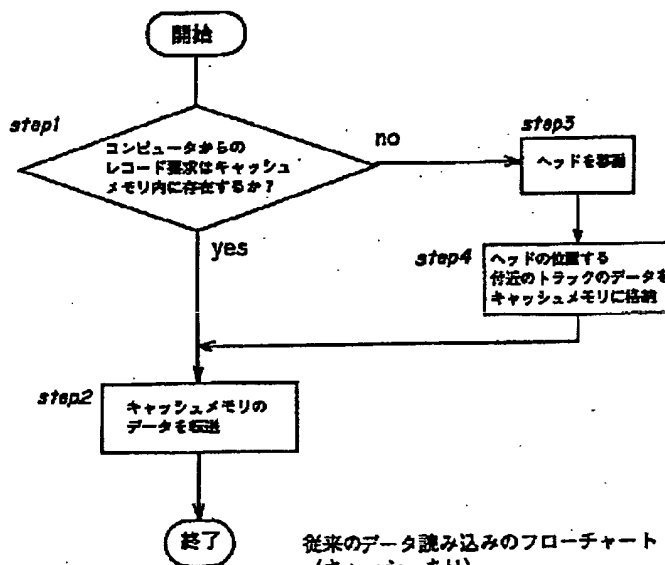 開始
step1
コンピュータからの
レコード要求はキャッシュ
メモリ内に存在するか？
no
yes
step3
ヘッドを移動
step4
ヘッドの位置する
付近のトラックのデータを
キャッシュメモリに格納
step2
キャッシュメモリの
データを転送
終了
従来のデータ読み込みのフローチャート